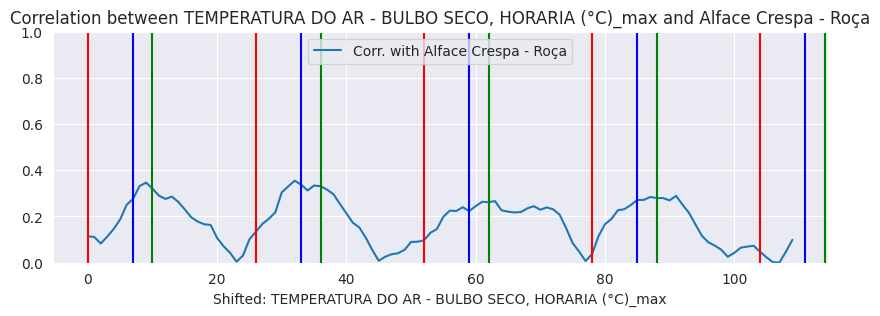 Correlation between TEMPERATURA DO AR - BULBO SECO, HORARIA (°C)_max and Alface Crespa - Roça
Corr. with Alface Crespa - Roça
1.0
0.8
0.6
0.4
0.2
0.0
0 20 40 60 80 100
Shifted: TEMPERATURA DO AR - BULBO SECO, HORARIA (°C)_max